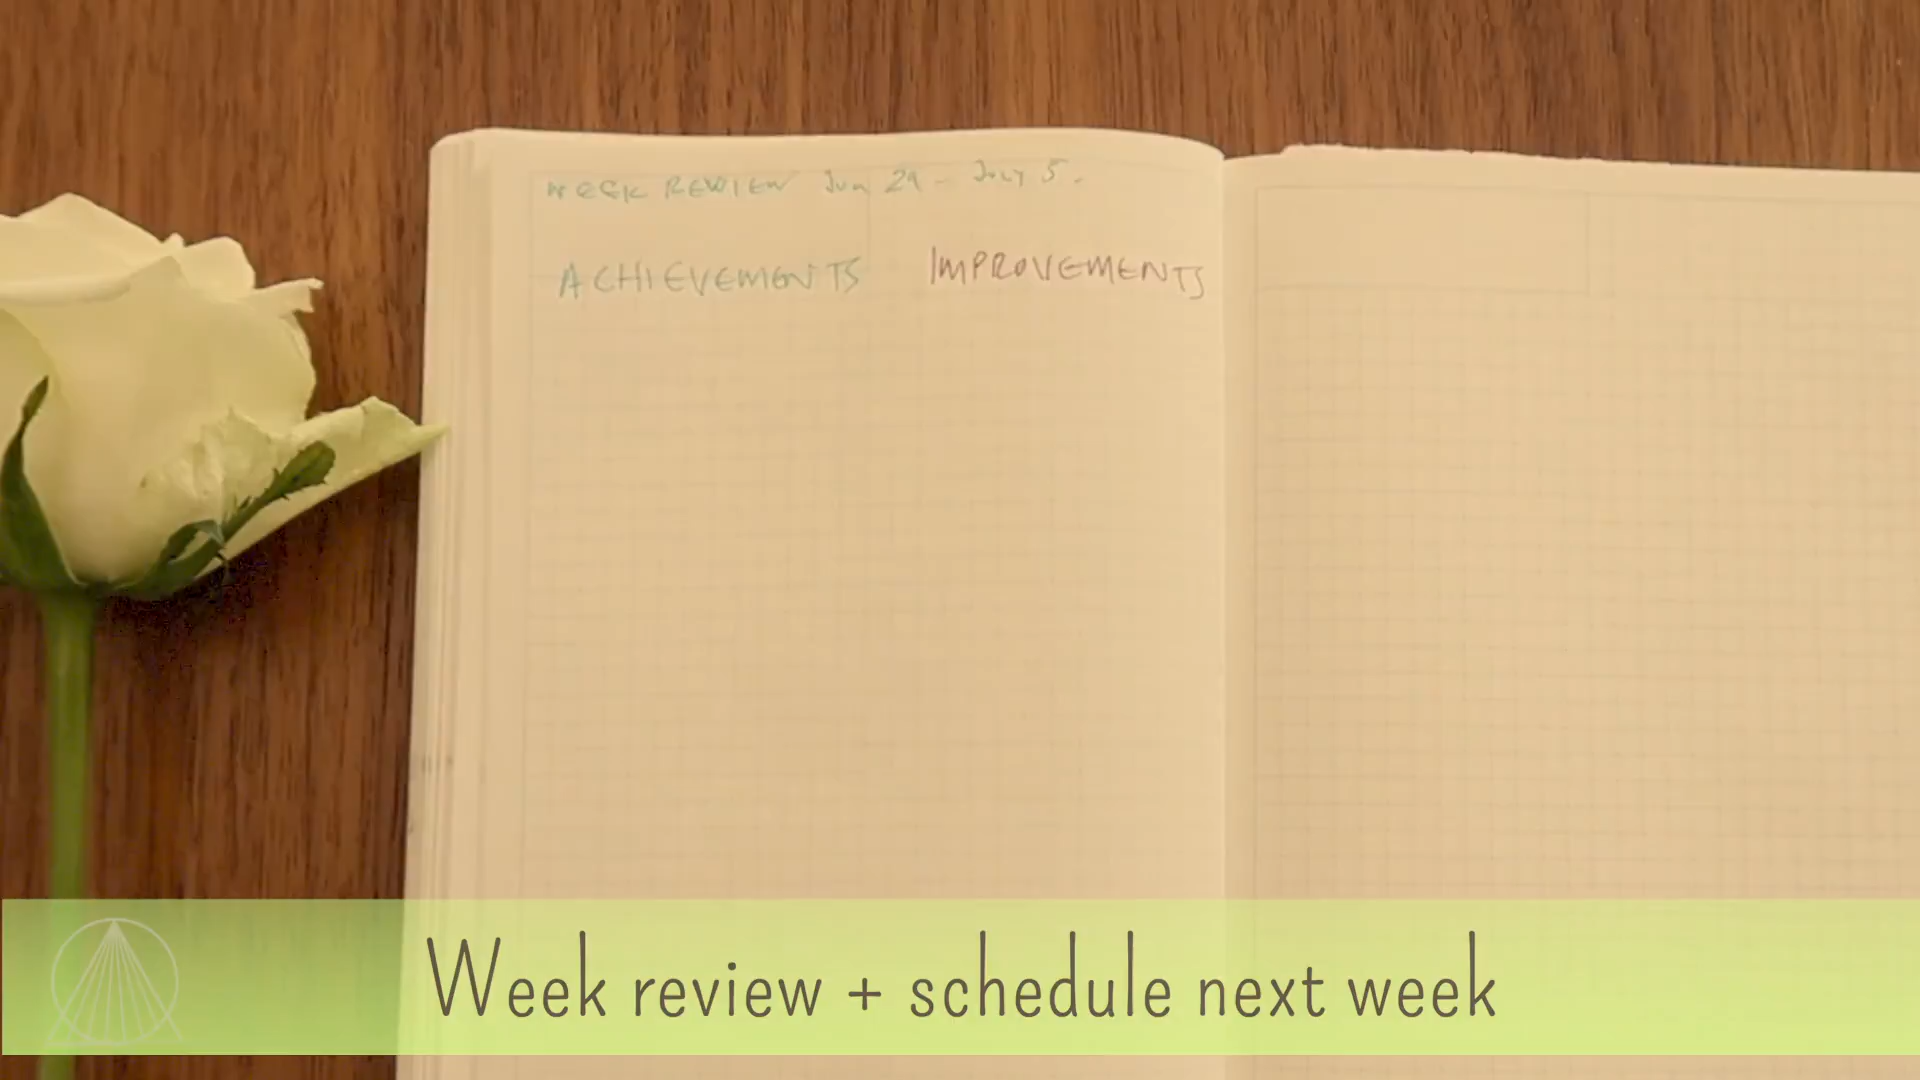 WEEK REVIEW Jun 29 - July 5.
ACHIEVEMENTS IMPROVEMENTS
Week review + schedule next week